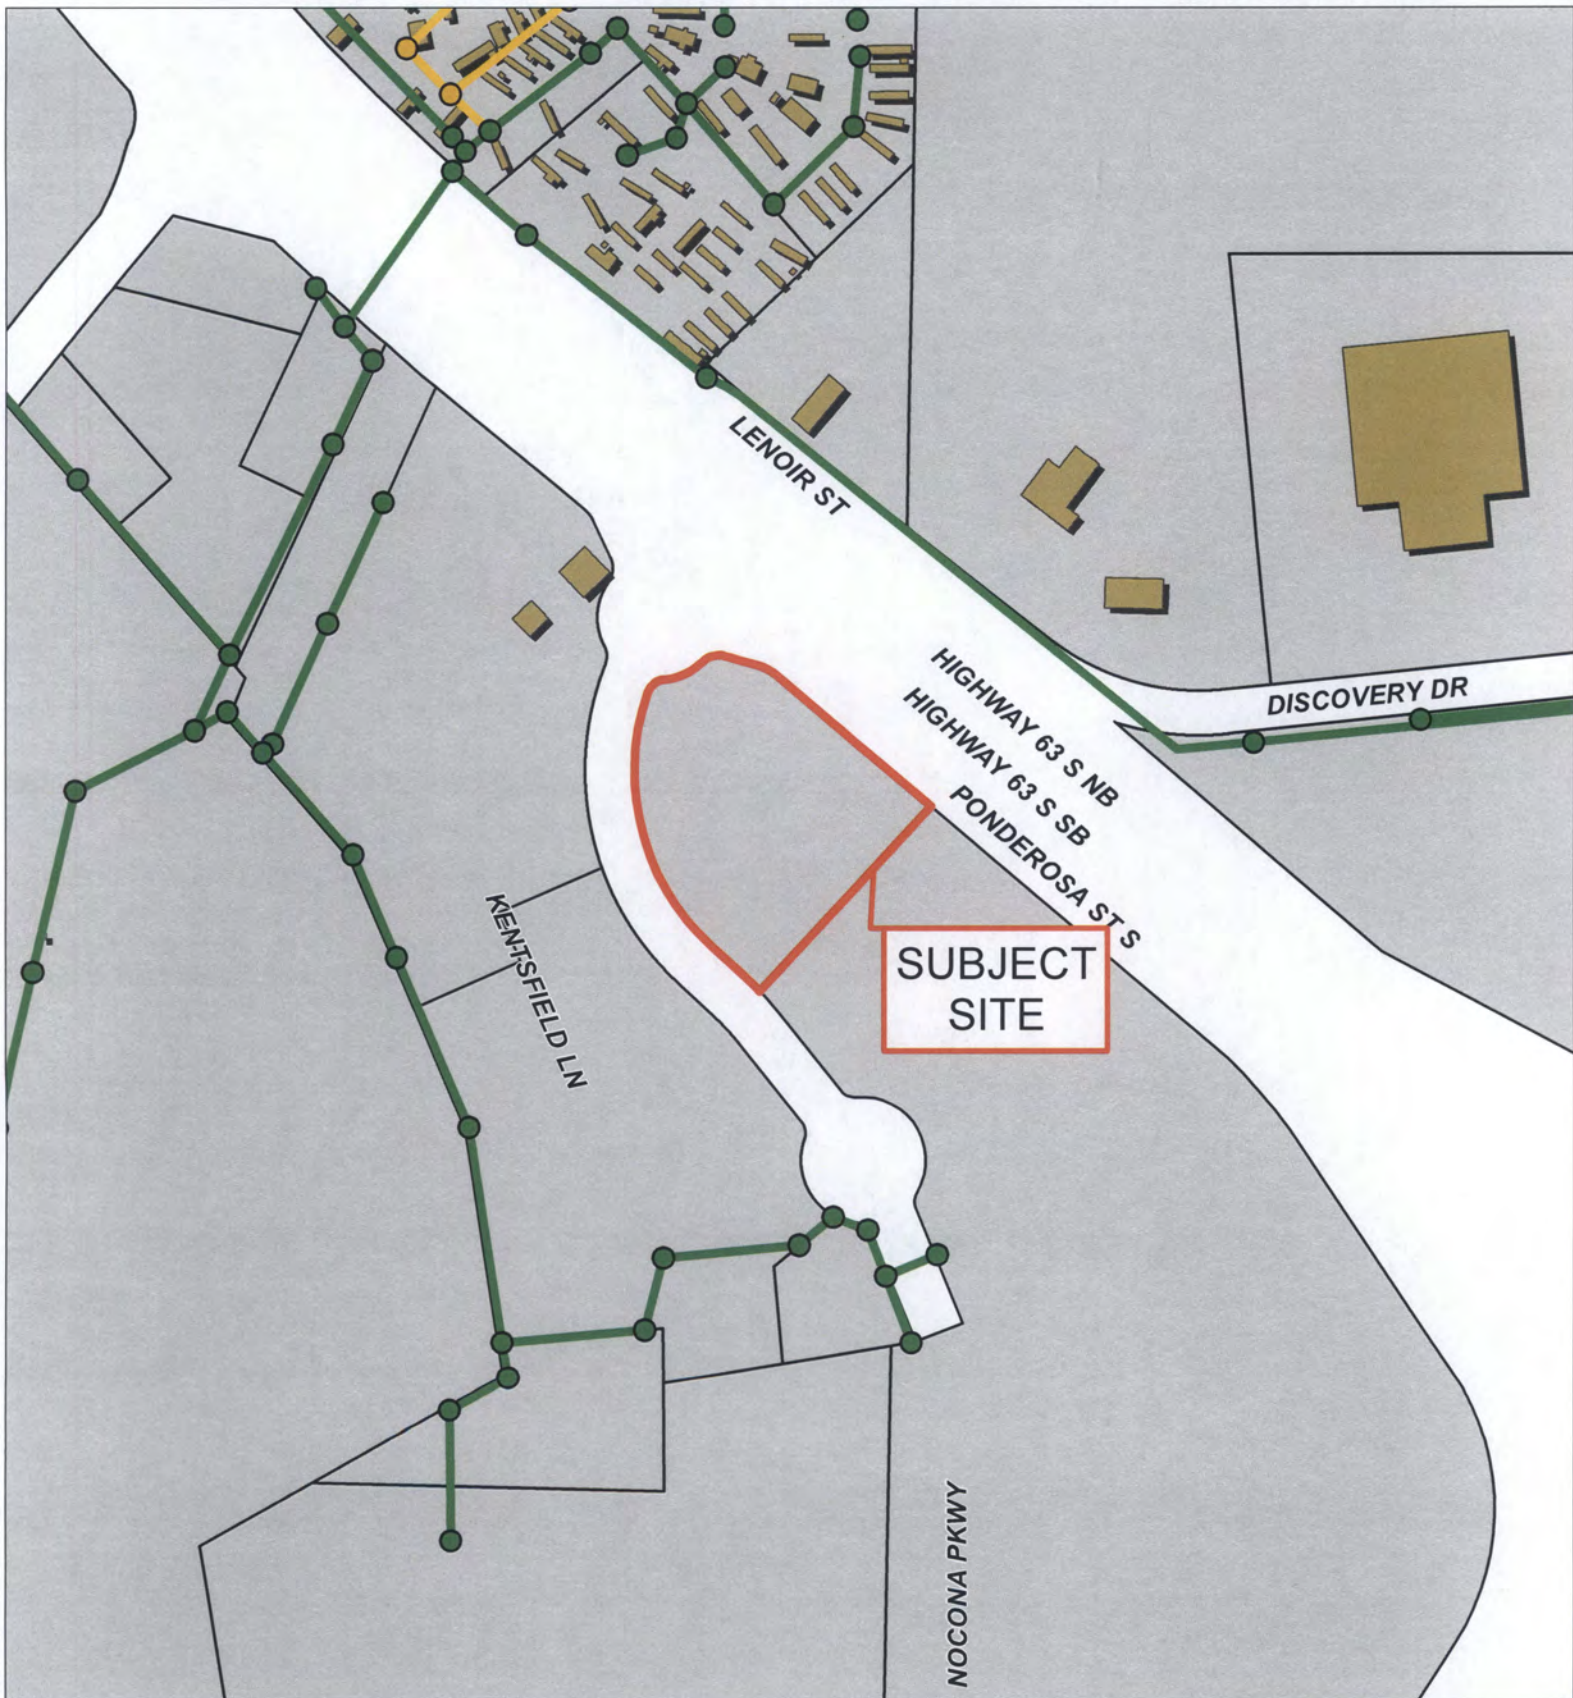 LENOIR ST
HIGHWAY 63 S NB
HIGHWAY 63 S SB
PONDEROSA ST S
DISCOVERY DR
KENTSFIELD LN
SUBJECT
SITE
NOCONA PKWY